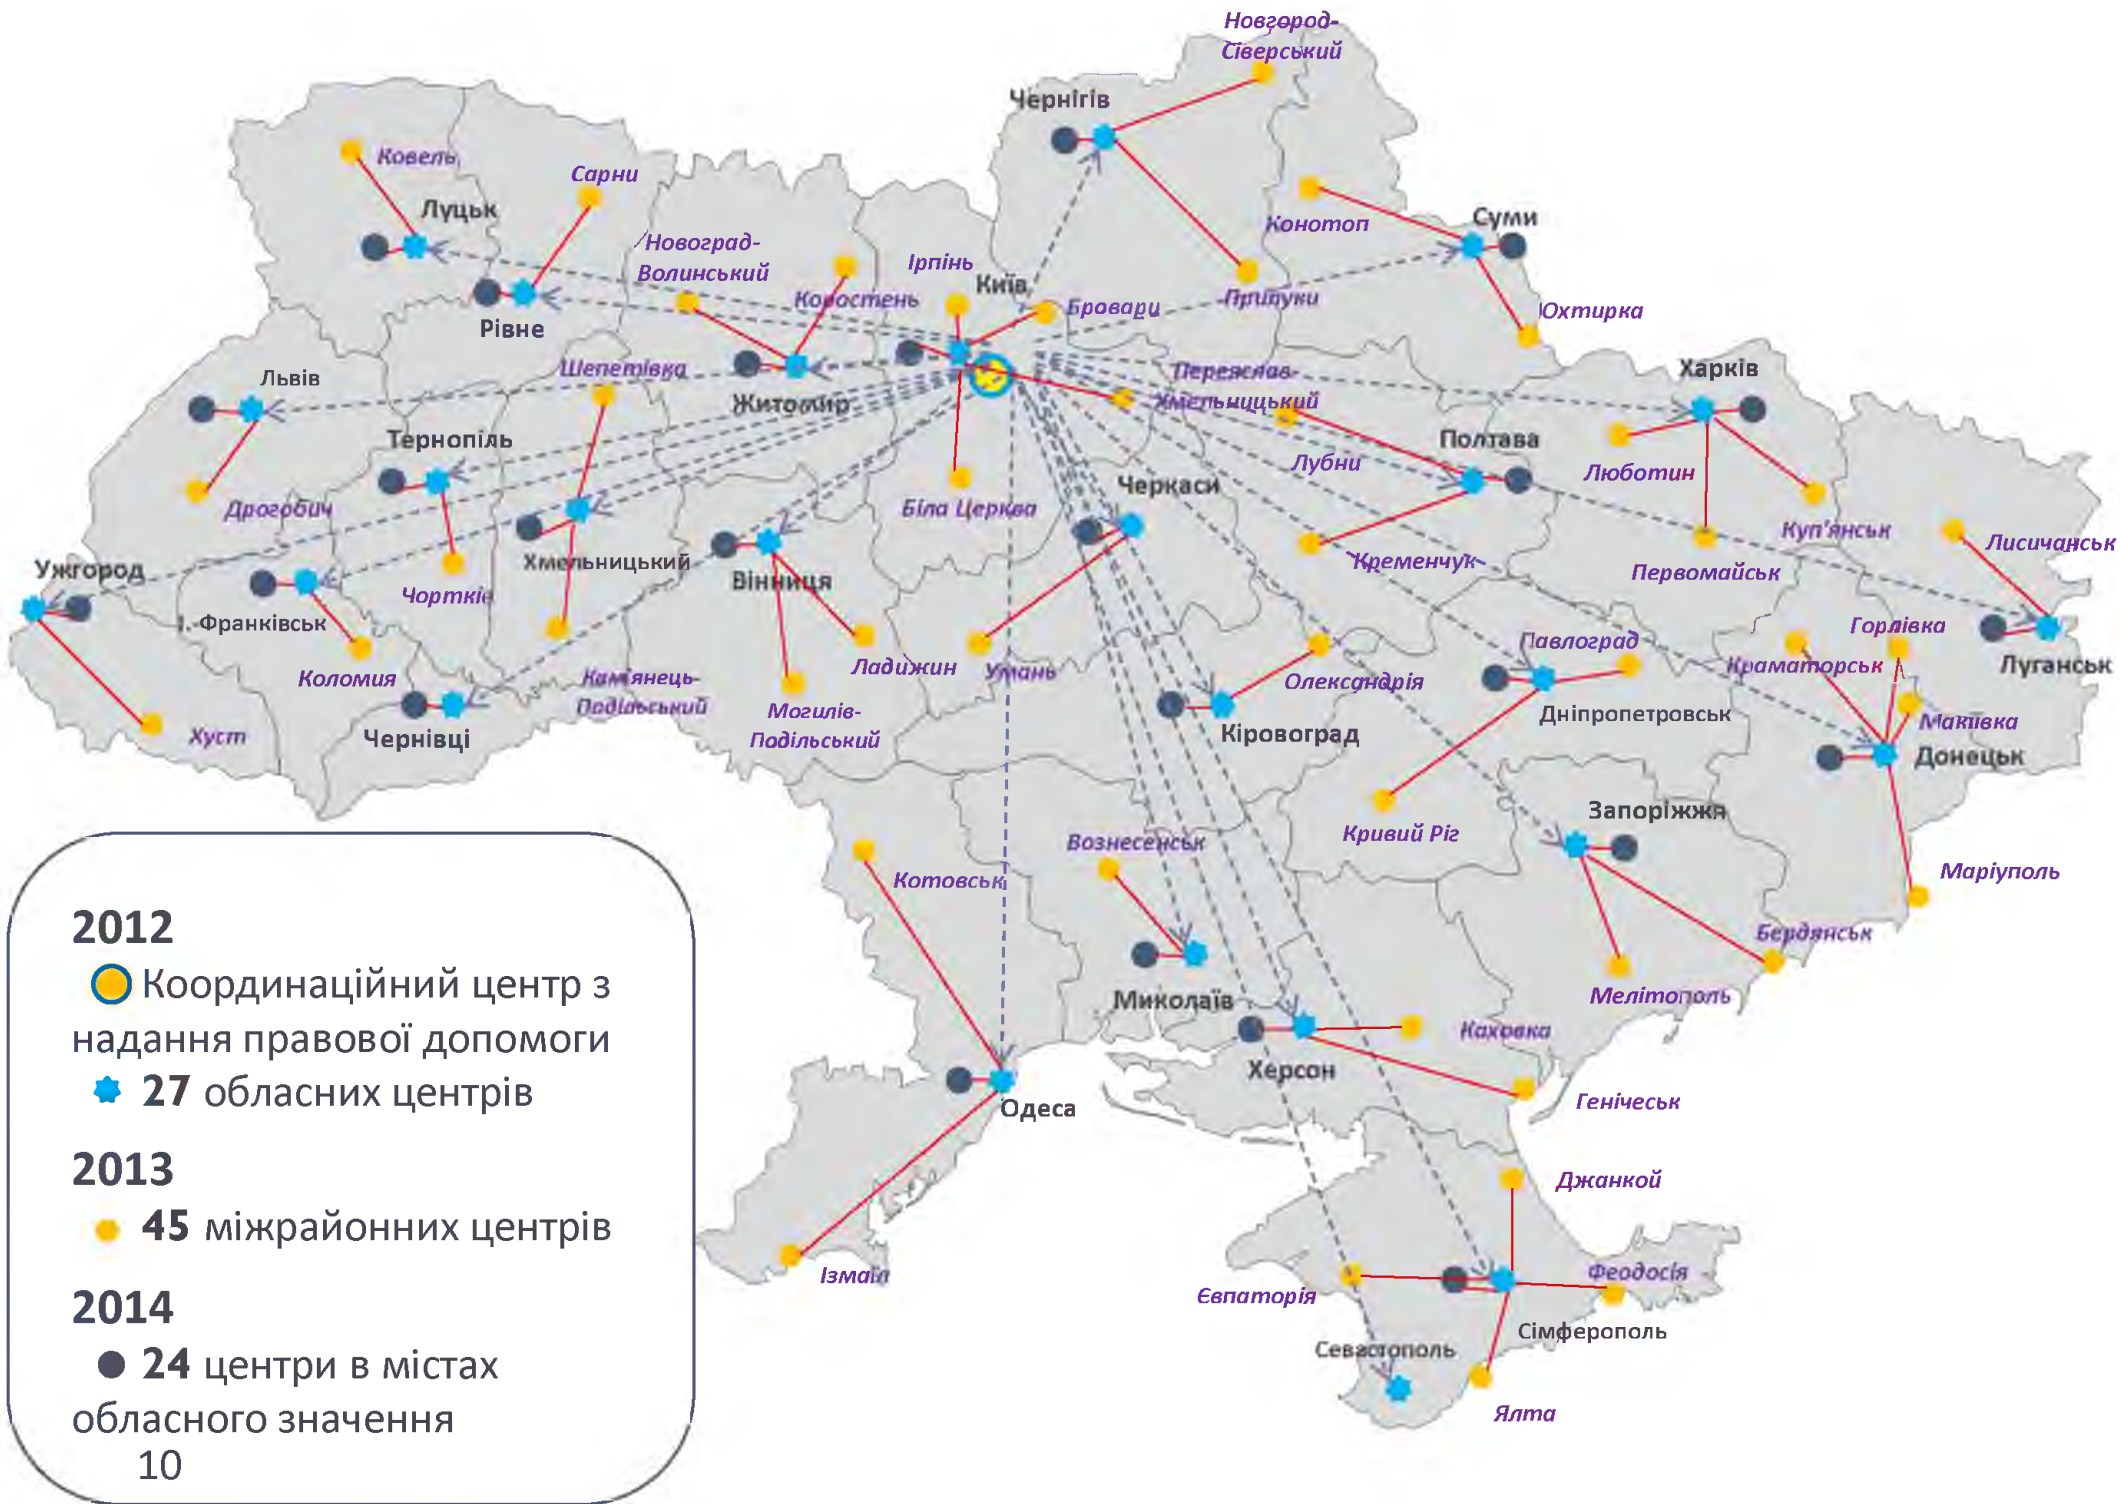 Новгород-
Сіверський
Чернігів
Ковель
Сарни
Луцьк
Конотоп
Суми
Новоград-
Волинський
Ірпінь
Київ
Коростень
Бровари
Прилуки
Охтирка
Рівне
Шепетівка
Житомир
Переяслав-
Хмельницький
Харків
Львів
Тернопіль
Полтава
Лубни
Люботин
Черкаси
Дрогобич
Біла Церква
Куп'янськ
Лисичанськ
Ужгород
Хмельницький
Вінниця
Кременчук
Первомайськ
Чортків
І. Франківськ
Горлівка
Павлоград
Краматорськ
Луганськ
Коломия
Кам'янець-
Подільський
Ладижин
Умань
Олександрія
Могилів-
Подільський
Дніпропетровськ
Макіївка
Хуст
Чернівці
Кіровоград
Донецьк
Запоріжжя
Кривий Ріг
Вознесенськ
Котовськ
Маріуполь
Бердянськ
Мелітополь
Миколаїв
Каховка
Херсон
Генічеськ
Одеса
Джанкой
Ізмаїл
Євпаторія
Феодосія
Сімферополь
Севастополь
Ялта
2012
Координаційний центр з
надання правової допомоги
27 обласних центрів
2013
45 міжрайонних центрів
2014
24 центри в містах
обласного значення
10